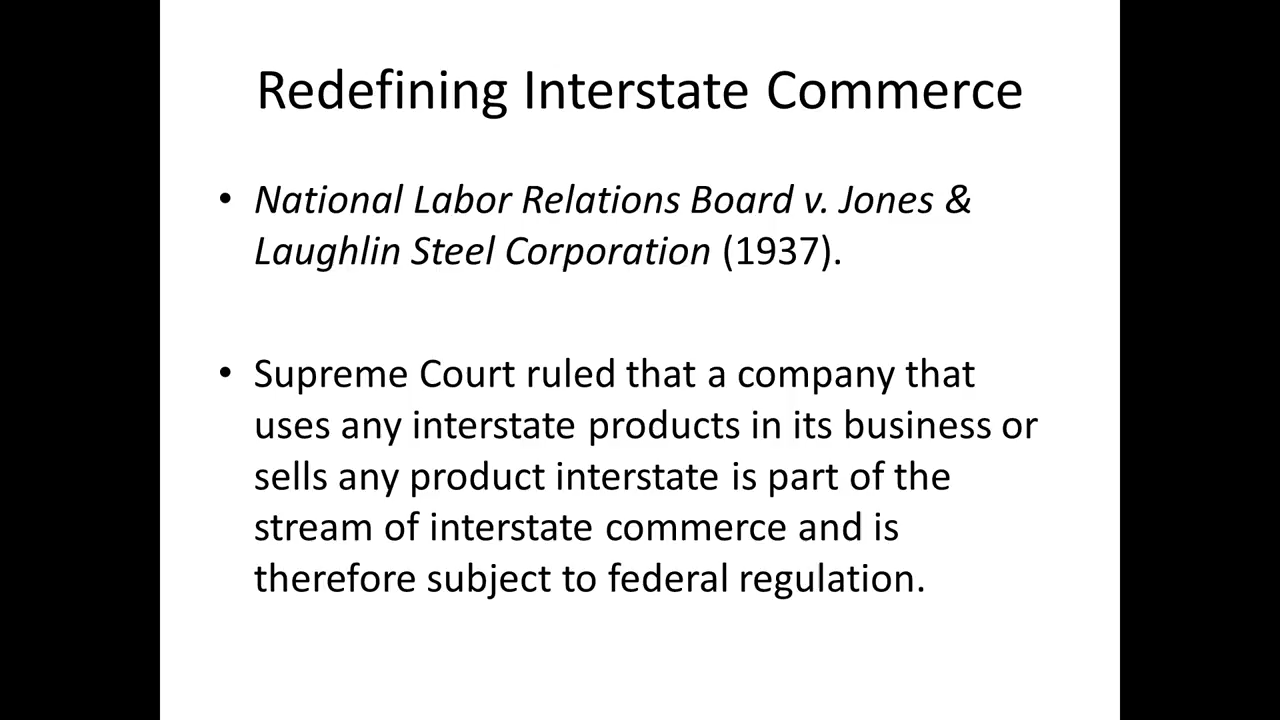 Redefining Interstate Commerce
• National Labor Relations Board v. Jones &
Laughlin Steel Corporation (1937).
• Supreme Court ruled that a company that
uses any interstate products in its business or
sells any product interstate is part of the
stream of interstate commerce and is
therefore subject to federal regulation.